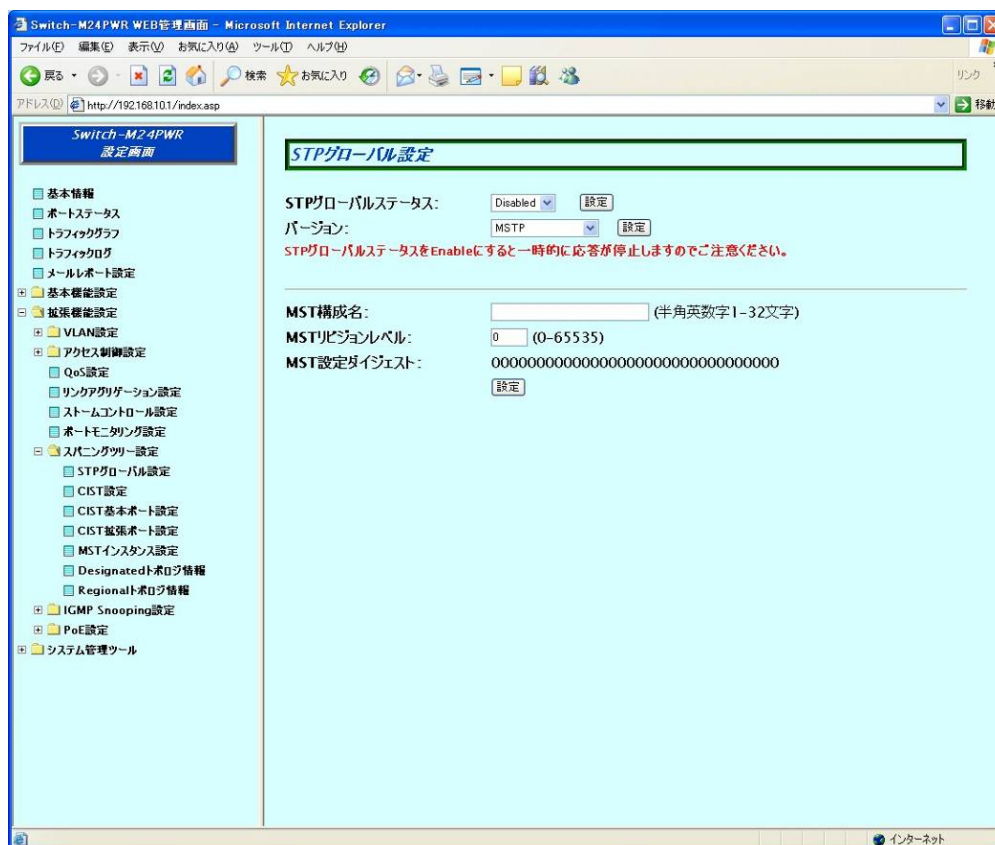 Switch-M24PWR WEB管理画面 - Microsoft Internet Explorer
ファイル(F) 編集(E) 表示(V) お気に入り(A) ツール(T) ヘルプ(H)
戻る 検索 お気に入り リンク
アドレス(D) http://192.168.10.1/index.asp 移動
Switch-M24PWR
設定画面
基本情報
ポートステータス
トラフィックグラフ
トラフィックログ
メールレポート設定
基本機能設定
拡張機能設定
VLAN設定
アクセス制御設定
QoS設定
リンクアグリゲーション設定
ストームコントロール設定
ポートモニタリング設定
スパニングツリー設定
STPグローバル設定
CIST設定
CIST基本ポート設定
CIST拡張ポート設定
MSTインスタンス設定
Designatedトポロジ情報
Regionalトポロジ情報
IGMP Snooping設定
PoE設定
システム管理ツール
STPグローバル設定
STPグローバルステータス: Disabled 設定
バージョン: MSTP 設定
STPグローバルステータスをEnableにすると一時的に応答が停止しますのでご注意ください。
MST構成名: (半角英数字1-32文字)
MSTリビジョンレベル: 0 (0-65535)
MST設定ダイジェスト: 00000000000000000000000000000000
設定
インターネット